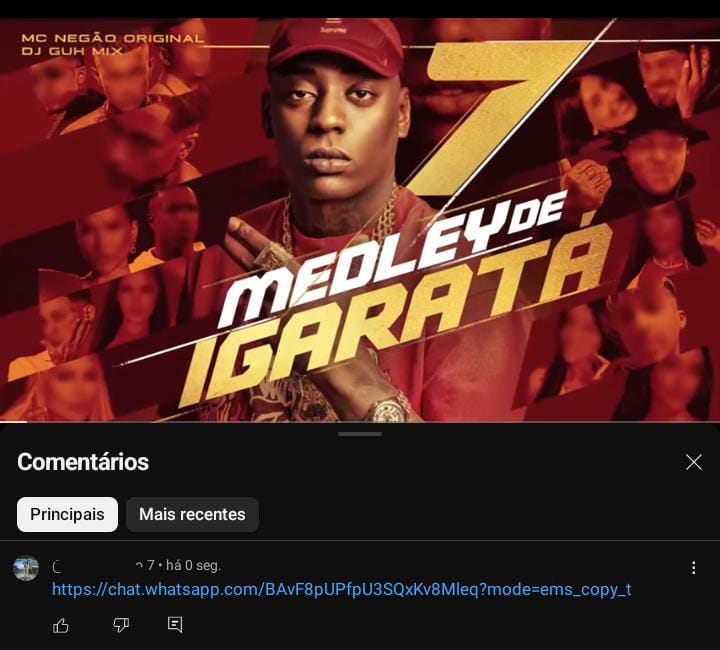 MC NEGÃO ORIGINAL
DJ GUH MIX
Supreme
7
MEDLEY DE
IGARATÁ
Comentários
Principais
Mais recentes
7 • há 0 seg.
https://chat.whatsapp.com/BAvF8pUPfpU3SQxKv8Mleq?mode=ems_copy_t